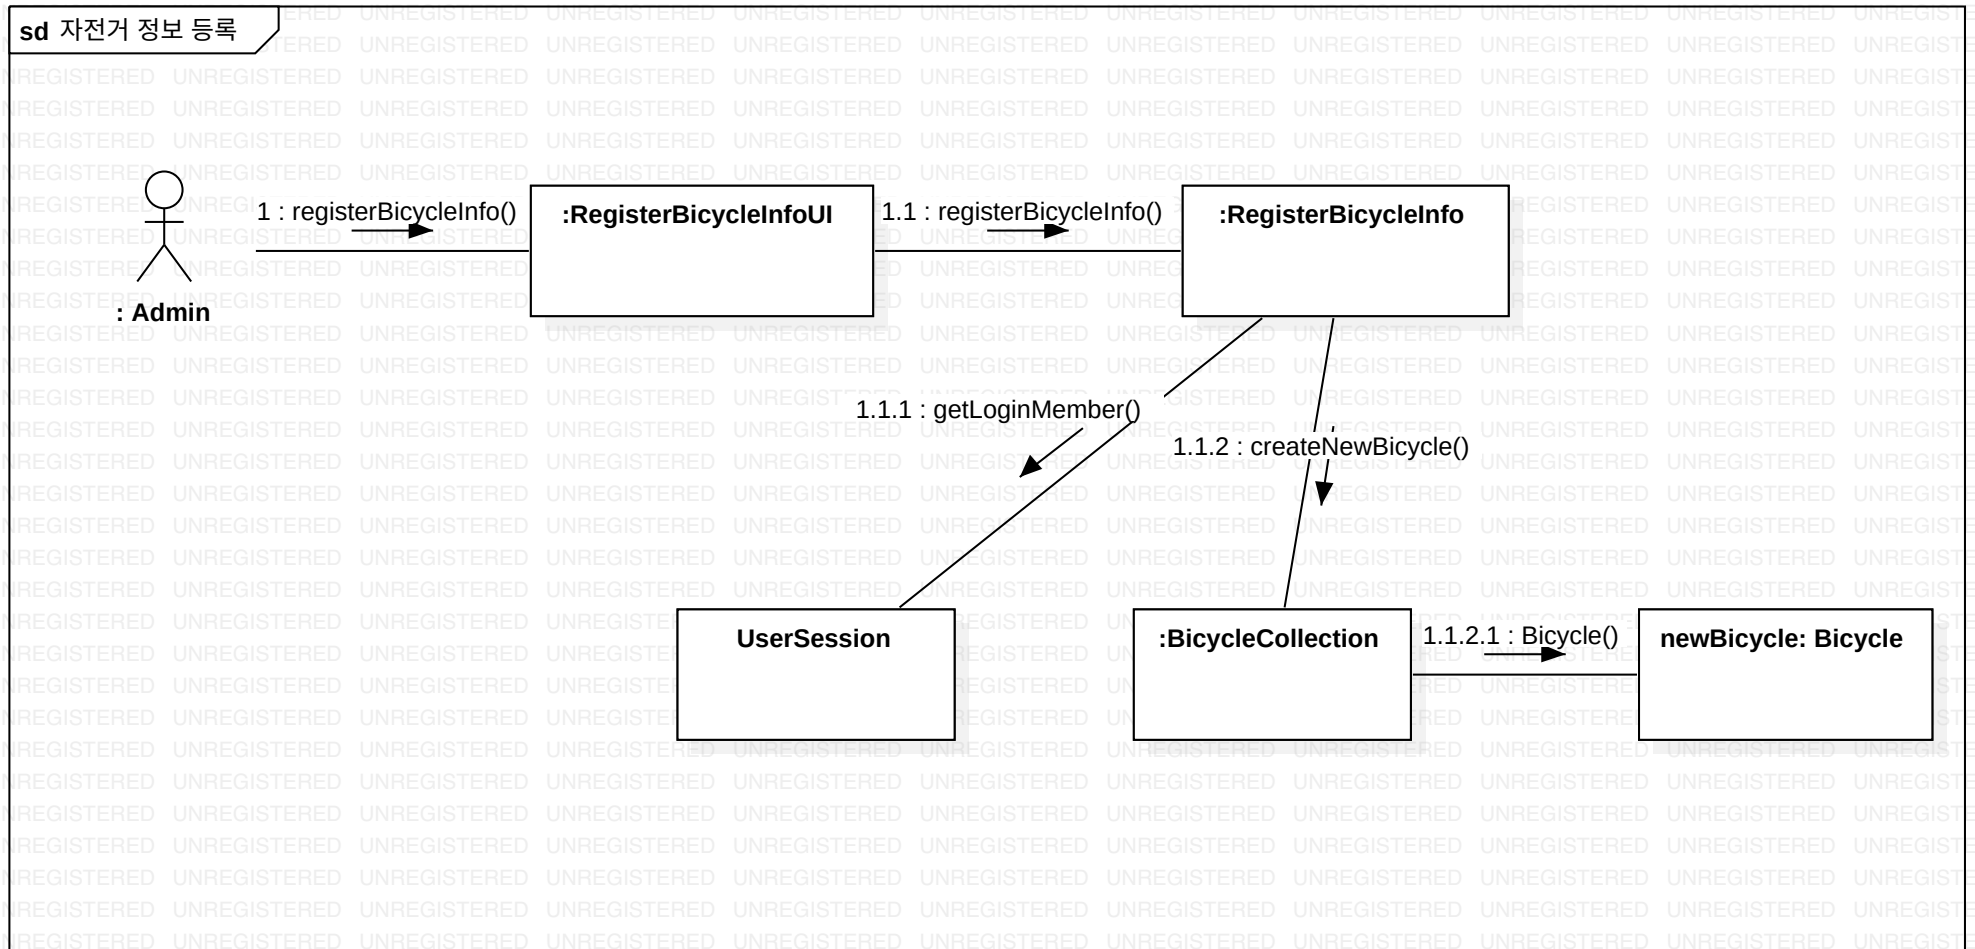 sd 자전거 정보 등록
1 : registerBicycleInfo()
:RegisterBicycleInfoUI
1.1 : registerBicycleInfo()
:RegisterBicycleInfo
: Admin
1.1.1 : getLoginMember()
1.1.2 : createNewBicycle()
UserSession
:BicycleCollection
1.1.2.1 : Bicycle()
newBicycle: Bicycle
UNREGISTERED